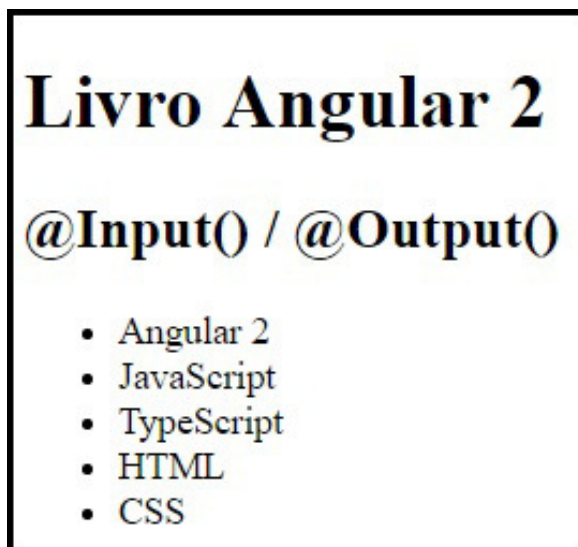 Livro Angular 2
@Input() / @Output()
Angular 2
JavaScript
TypeScript
HTML
CSS